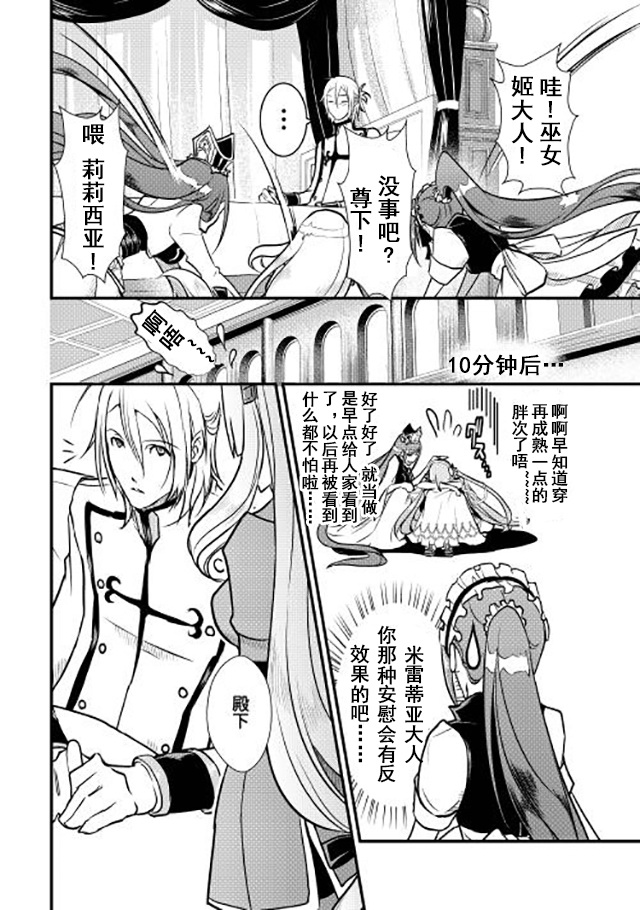 哇！巫女
姬大人！
没事吧？
尊下！
…
喂
莉莉西亚！
10分钟后…
啊唔~~~
啊啊早知道穿
再成熟一点的
胖次了唔~~~~
好了好了 就当做
是早点给人家看到
了，以后再被看到
什么都不怕啦……
米雷蒂亚大人
你那种安慰会有反
效果的吧……
殿下